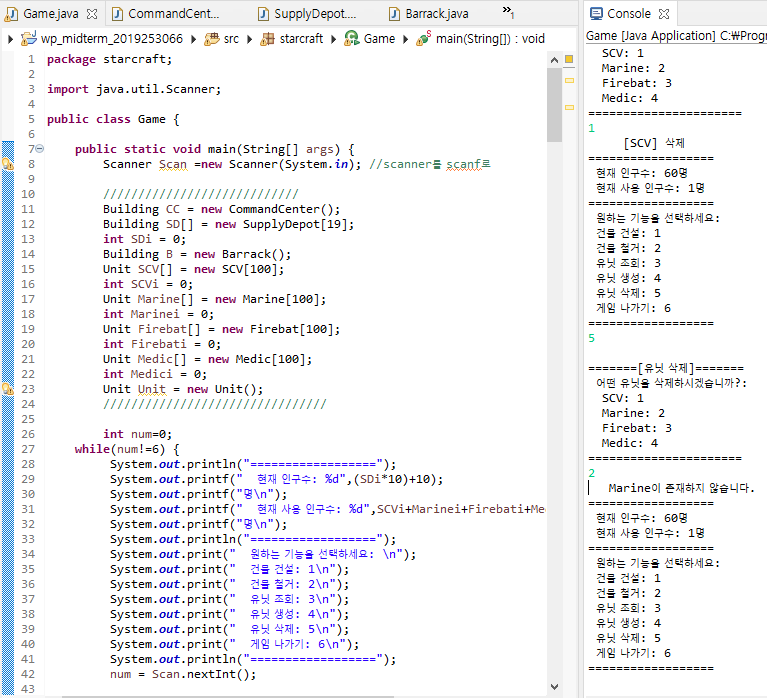 Game.java CommandCent... SupplyDepot.... Barrack.java »1
wp_midterm_2019253066 src starcraft Game main(String[]) : void
1 package starcraft;
2
3 import java.util.Scanner;
4
5 public class Game {
6
7 public static void main(String[] args) {
8 Scanner Scan =new Scanner(System.in); //scanner를 scanf로
9
10 ////////////////////////////
11 Building CC = new CommandCenter();
12 Building SD[] = new SupplyDepot[19];
13 int SDi = 0;
14 Building B = new Barrack();
15 Unit SCV[] = new SCV[100];
16 int SCVi = 0;
17 Unit Marine[] = new Marine[100];
18 int Marinei = 0;
19 Unit Firebat[] = new Firebat[100];
20 int Firebati = 0;
21 Unit Medic[] = new Medic[100];
22 int Medici = 0;
23 Unit Unit = new Unit();
24 ////////////////////////////////
25
26 int num=0;
27 while(num!=6) {
28 System.out.println("==================");
29 System.out.printf("  현재 인구수: %d",(SDi*10)+10);
30 System.out.printf("명\n");
31 System.out.printf("  현재 사용 인구수: %d",SCVi+Marinei+Firebati+Me
32 System.out.printf("명\n");
33 System.out.println("==================");
34 System.out.print("  원하는 기능을 선택하세요: \n");
35 System.out.print("  건물 건설: 1\n");
36 System.out.print("  건물 철거: 2\n");
37 System.out.print("  유닛 조회: 3\n");
38 System.out.print("  유닛 생성: 4\n");
39 System.out.print("  유닛 삭제: 5\n");
40 System.out.print("  게임 나가기: 6\n");
41 System.out.println("==================");
42 num = Scan.nextInt();
43
Console
Game [Java Application] C:₩Progr
SCV: 1
Marine: 2
Firebat: 3
Medic: 4
======================
1
[SCV] 삭제
==================
현재 인구수: 60명
현재 사용 인구수: 1명
==================
원하는 기능을 선택하세요:
건물 건설: 1
건물 철거: 2
유닛 조회: 3
유닛 생성: 4
유닛 삭제: 5
게임 나가기: 6
==================
5
=======[유닛 삭제]=======
어떤 유닛을 삭제하시겠습니까?:
SCV: 1
Marine: 2
Firebat: 3
Medic: 4
======================
2
Marine이 존재하지 않습니다.
==================
현재 인구수: 60명
현재 사용 인구수: 1명
==================
원하는 기능을 선택하세요:
건물 건설: 1
건물 철거: 2
유닛 조회: 3
유닛 생성: 4
유닛 삭제: 5
게임 나가기: 6
==================